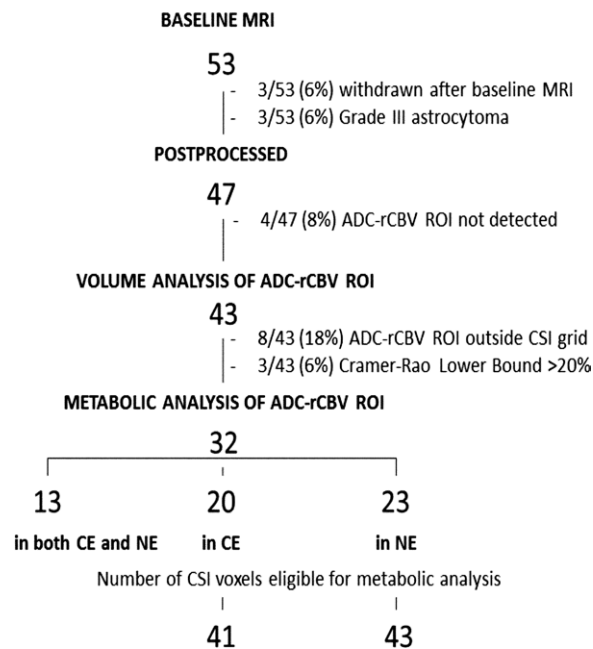 BASELINE MRI
53
- 3/53 (6%) withdrawn after baseline MRI
- 3/53 (6%) Grade III astrocytoma
POSTPROCESSED
47
- 4/47 (8%) ADC-rCBV ROI not detected
VOLUME ANALYSIS OF ADC-rCBV ROI
43
- 8/43 (18%) ADC-rCBV ROI outside CSI grid
- 3/43 (6%) Cramer-Rao Lower Bound >20%
METABOLIC ANALYSIS OF ADC-rCBV ROI
32
13 20 23
in both CE and NE in CE in NE
Number of CSI voxels eligible for metabolic analysis
41 43